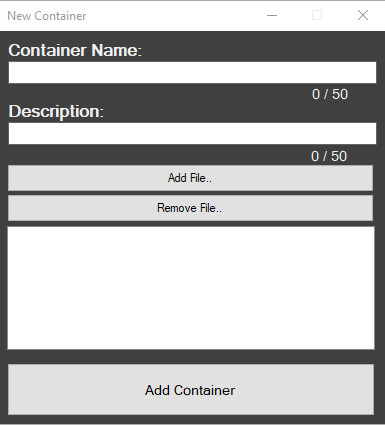 New Container
Container Name:
0 / 50
Description:
0 / 50
Add File..
Remove File..
Add Container